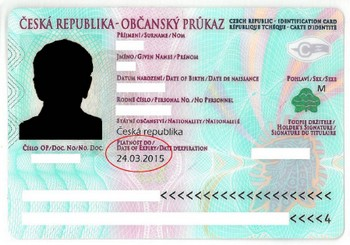 ČESKÁ REPUBLIKA - OBČANSKÝ PRŮKAZ
CZECH REPUBLIC - IDENTIFICATION CARD
RÉPUBLIQUE TCHÈQUE - CARTE D'IDENTITÉ
PŘÍJMENÍ/SURNAME/NOM
JMÉNO/GIVEN NAMES/PRÉNOM
DATUM NAROZENÍ/DATE OF BIRTH/DATE DE NAISSANCE
POHLAVÍ/SEX/SEXE
M
RODNÉ ČÍSLO/PERSONAL NO./NO PERSONNEL
STÁTNÍ OBČANSTVÍ/NATIONALITY/NATIONALITÉ
Česká republika
PODPIS DRŽITELE/
HOLDER'S SIGNATURE/
SIGNATURE DU TITULAIRE
ČÍSLO OP/DOC. NO/NO. DOC.
PLATNOST DO/
DATE OF EXPIRY/DATE D'EXPIRATION
24.03.2015
<<<<<<<<<<<<<<<<
<<<<<<<<<<<<<<4